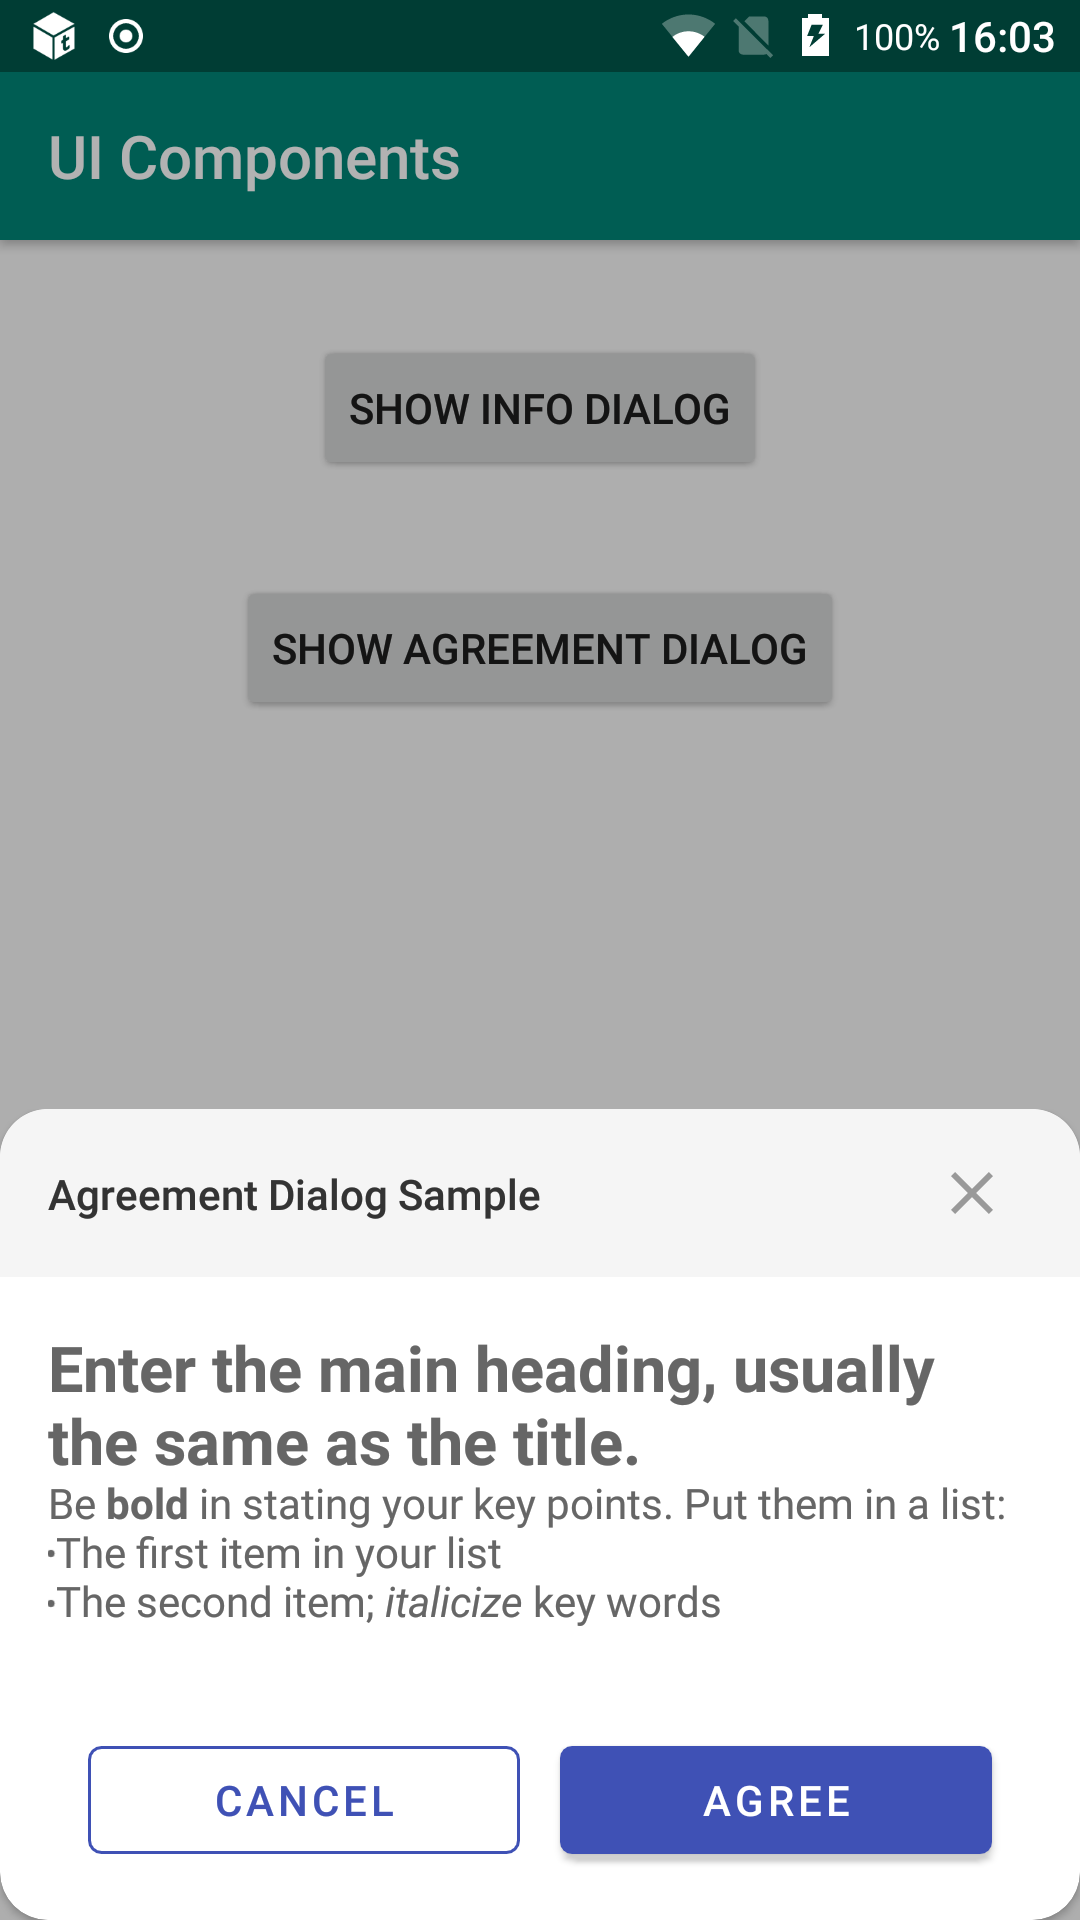 100% 16:03
UI Components
SHOW INFO DIALOG
SHOW AGREEMENT DIALOG
Agreement Dialog Sample
Enter the main heading, usually
the same as the title.
Be bold in stating your key points. Put them in a list:
•The first item in your list
•The second item; italicize key words
CANCEL
AGREE